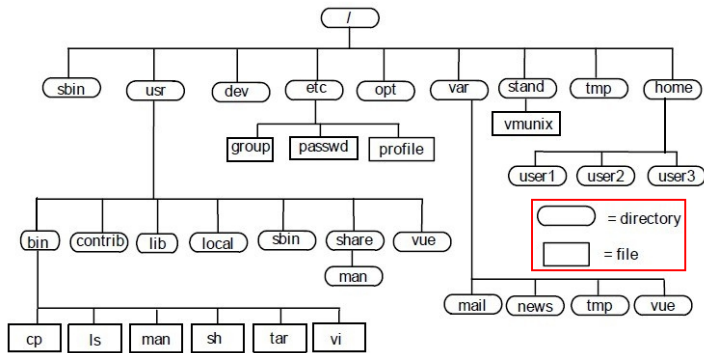 /
sbin usr dev etc opt var stand tmp home
vmunix
group passwd profile
user1 user2 user3
= directory
bin contrib lib local sbin share vue
= file
man
mail news tmp vue
cp ls man sh tar vi